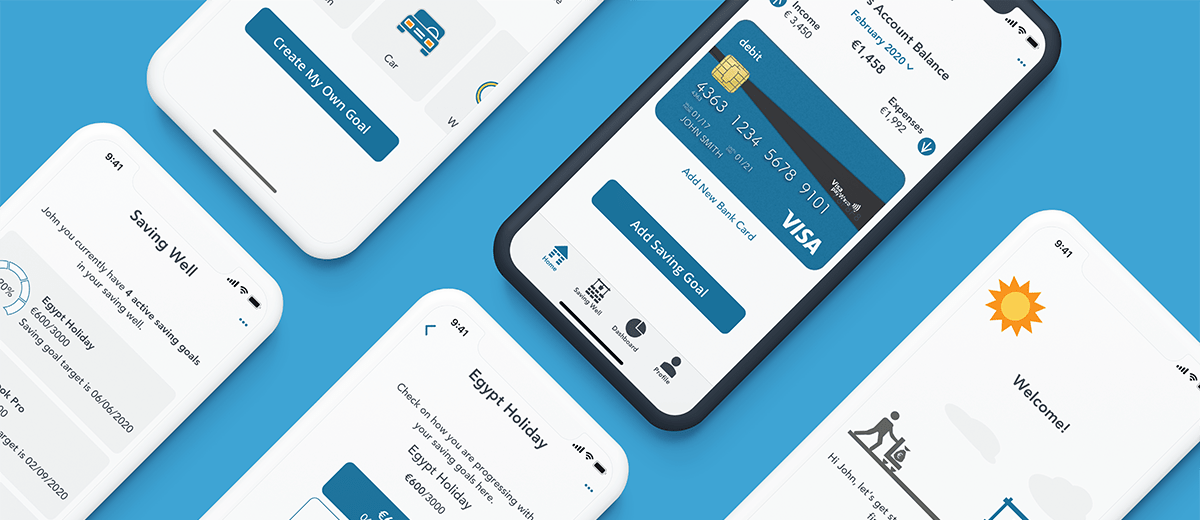 Car
W
Create My Own Goal
Income
€ 3,450
s Account Balance
February 2020
€1,458
Expenses
€1,992
debit
4363 1234 5678 9101
4363
01/17
01/21
JOHN SMITH
Visa
payWave
VISA
Add New Bank Card
Add Saving Goal
Home
Saving Well
Dashboard
Profile
9:41
Saving Well
John you currently have 4 active saving goals
in your saving well.
20%
Egypt Holiday
€600/3000
Saving goal target is 06/06/2020
ok Pro
target is 02/09/2020
9:41
Egypt Holiday
Check on how you are progressing with
your saving goals here.
Egypt Holiday
€600/3000
9:41
Welcome!
Hi John, let's get st